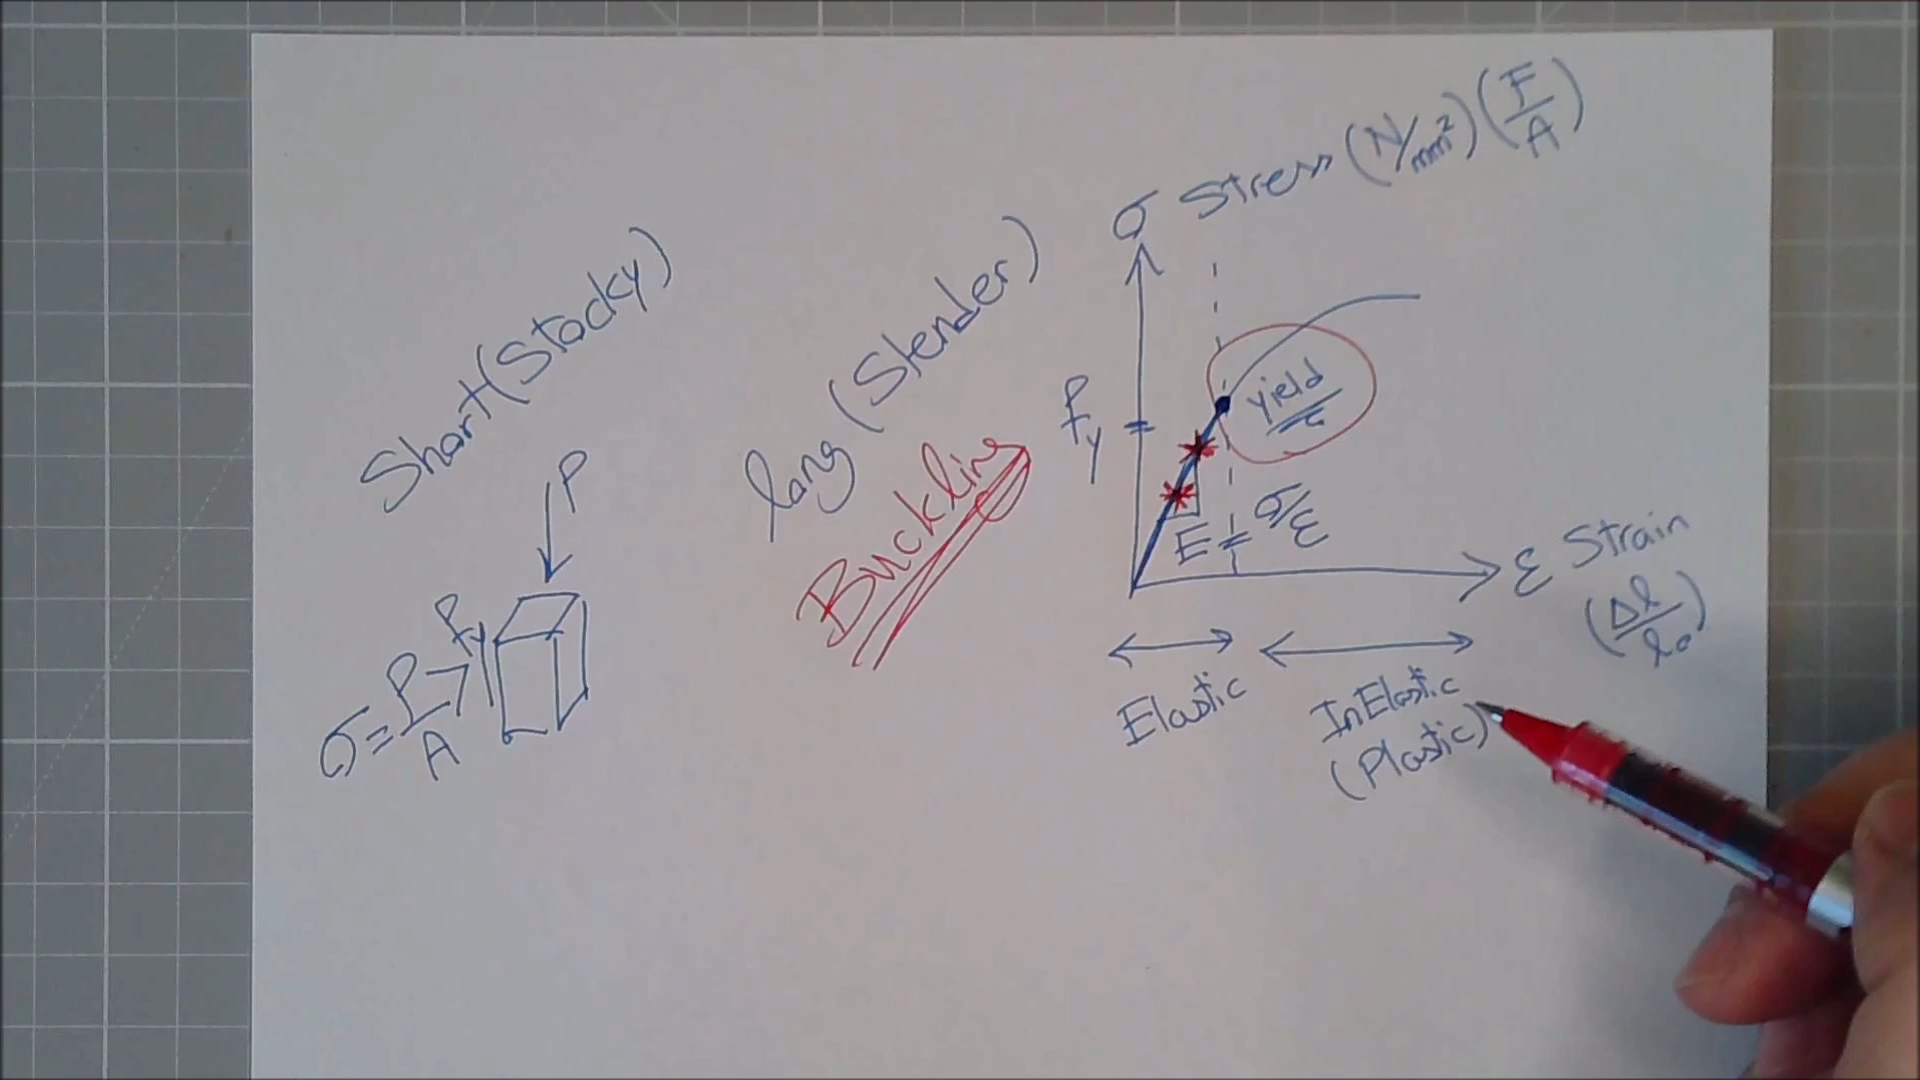 Short (Stocky)
P
fy
σ = P/A >
long (Slender)
Buckling
σ Stress (N/mm²) (F/A)
fy
yield
E = σ/ε
ε Strain
(Δl/l₀)
Elastic
InElastic
(Plastic)